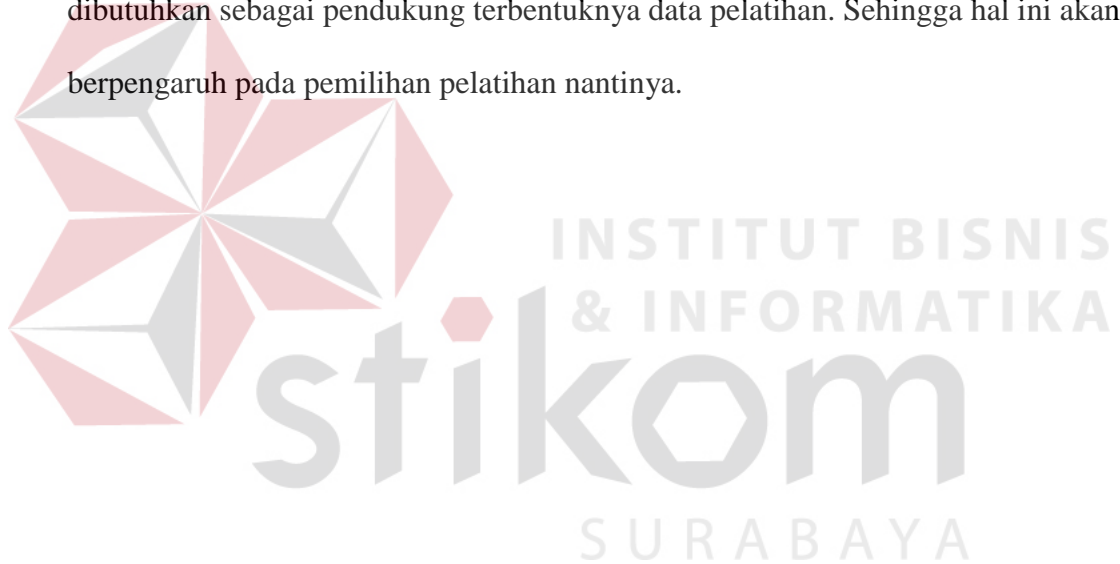 dibutuhkan sebagai pendukung terbentuknya data pelatihan. Sehingga hal ini akan
berpengaruh pada pemilihan pelatihan nantinya.
INSTITUT BISNIS
& INFORMATIKA
stikom
SURABAYA